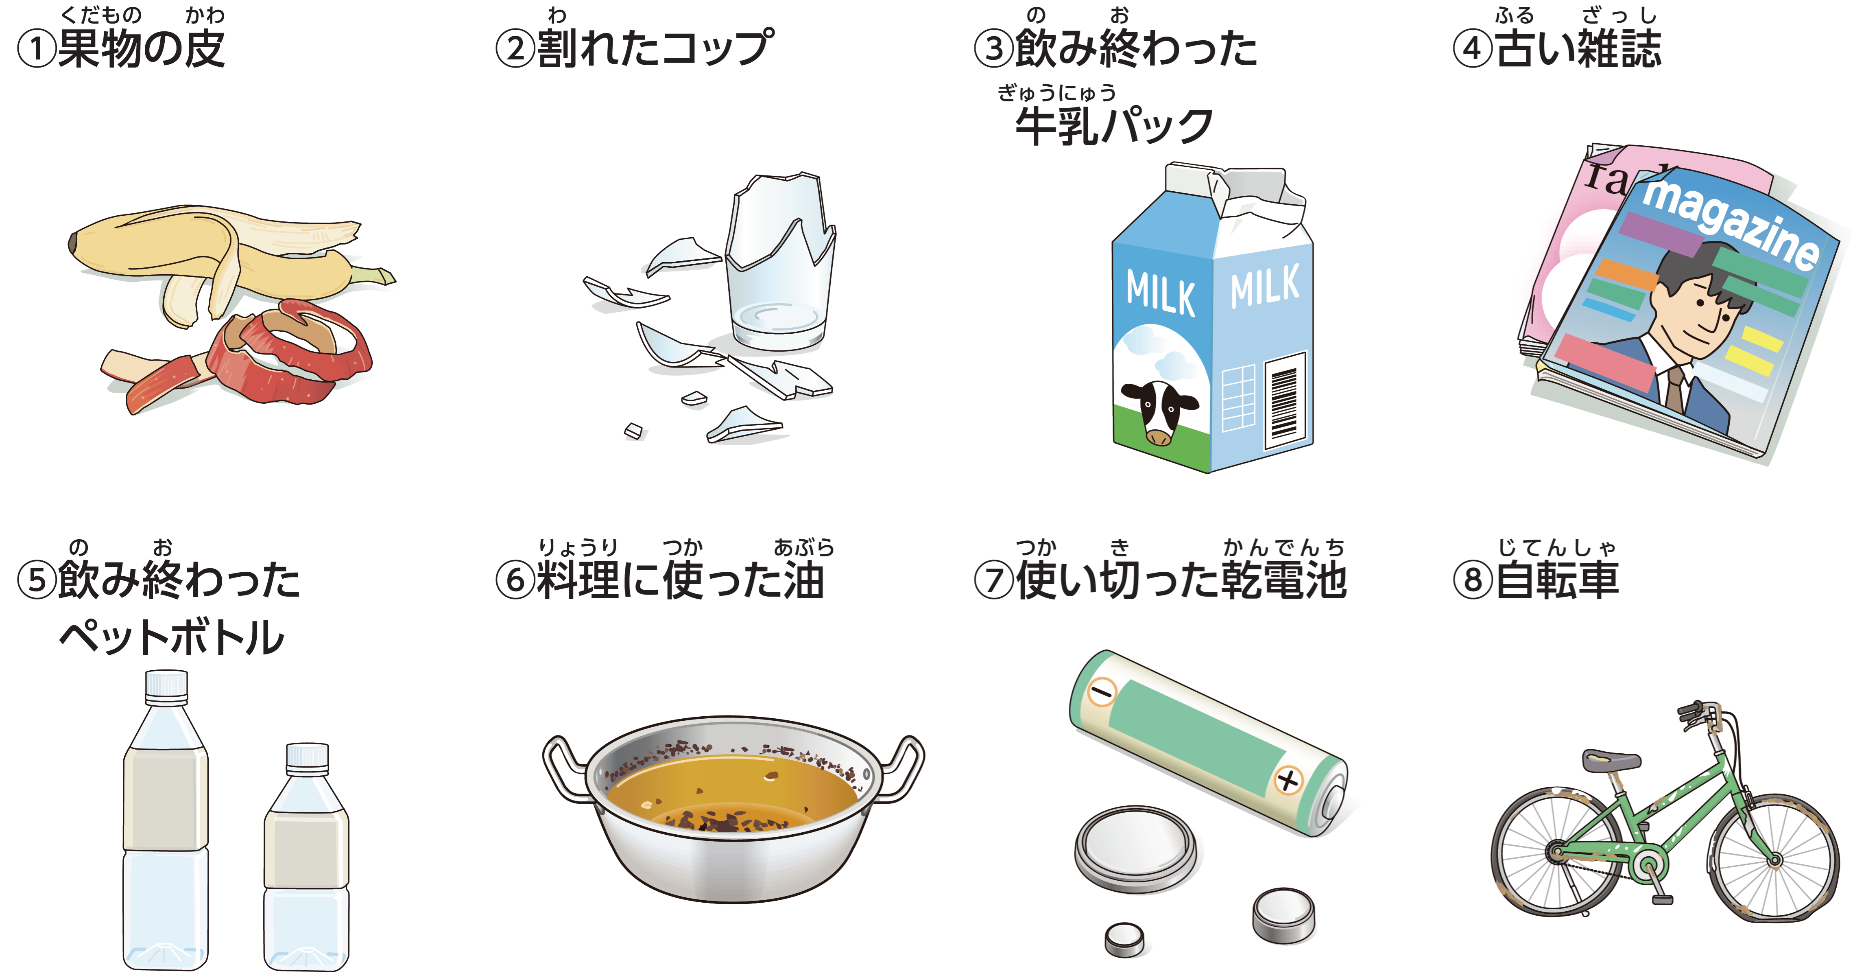 くだもの かわ
①果物の皮
わ
②割れたコップ
の お
③飲み終わった
ぎゅうにゅう
牛乳パック
MILK MILK
ふる ざっし
④古い雑誌
fa
magazine
の お
⑤飲み終わった
ペットボトル
りょうり つか あぶら
⑥料理に使った油
つか き かんでんち
⑦使い切った乾電池
− +
じてんしゃ
⑧自転車